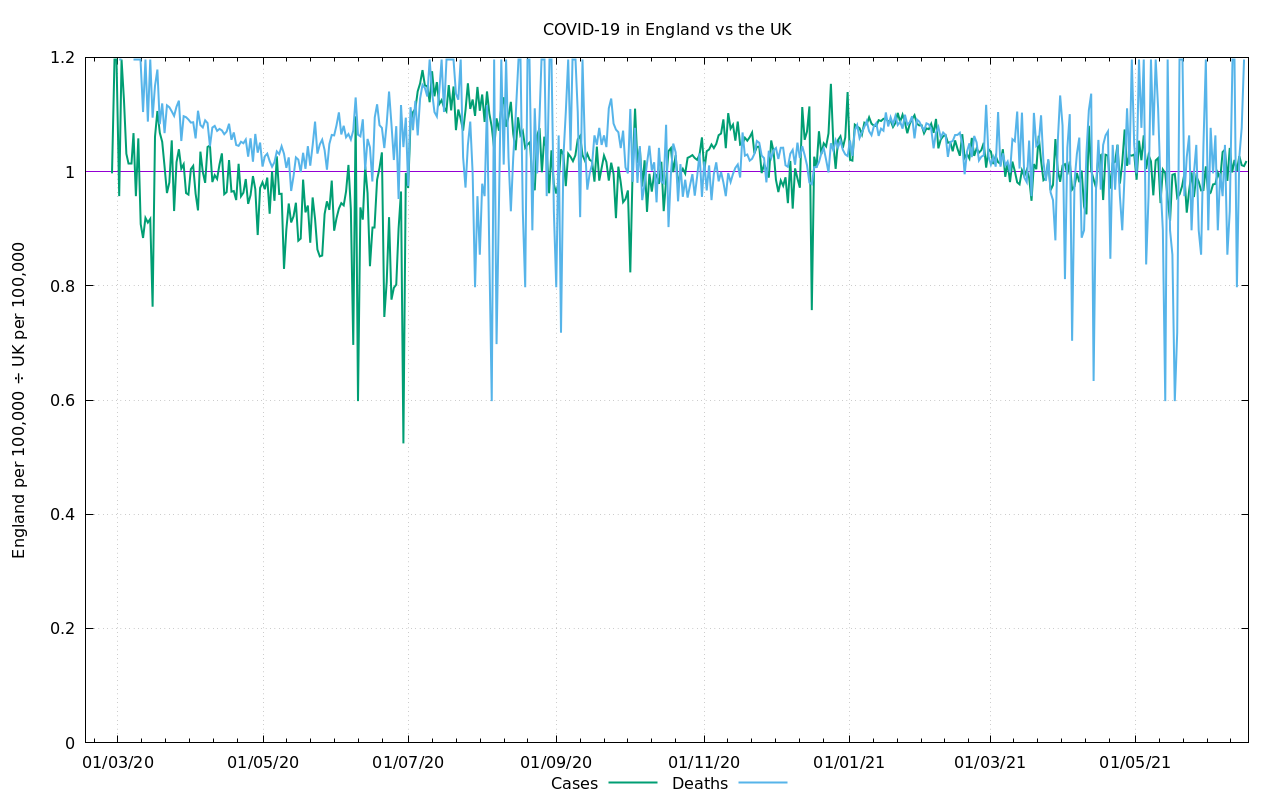 COVID-19 in England vs the UK
England per 100,000 ÷ UK per 100,000
1.2
1
0.8
0.6
0.4
0.2
0
01/03/20 01/05/20 01/07/20 01/09/20 01/11/20 01/01/21 01/03/21 01/05/21
Cases Deaths